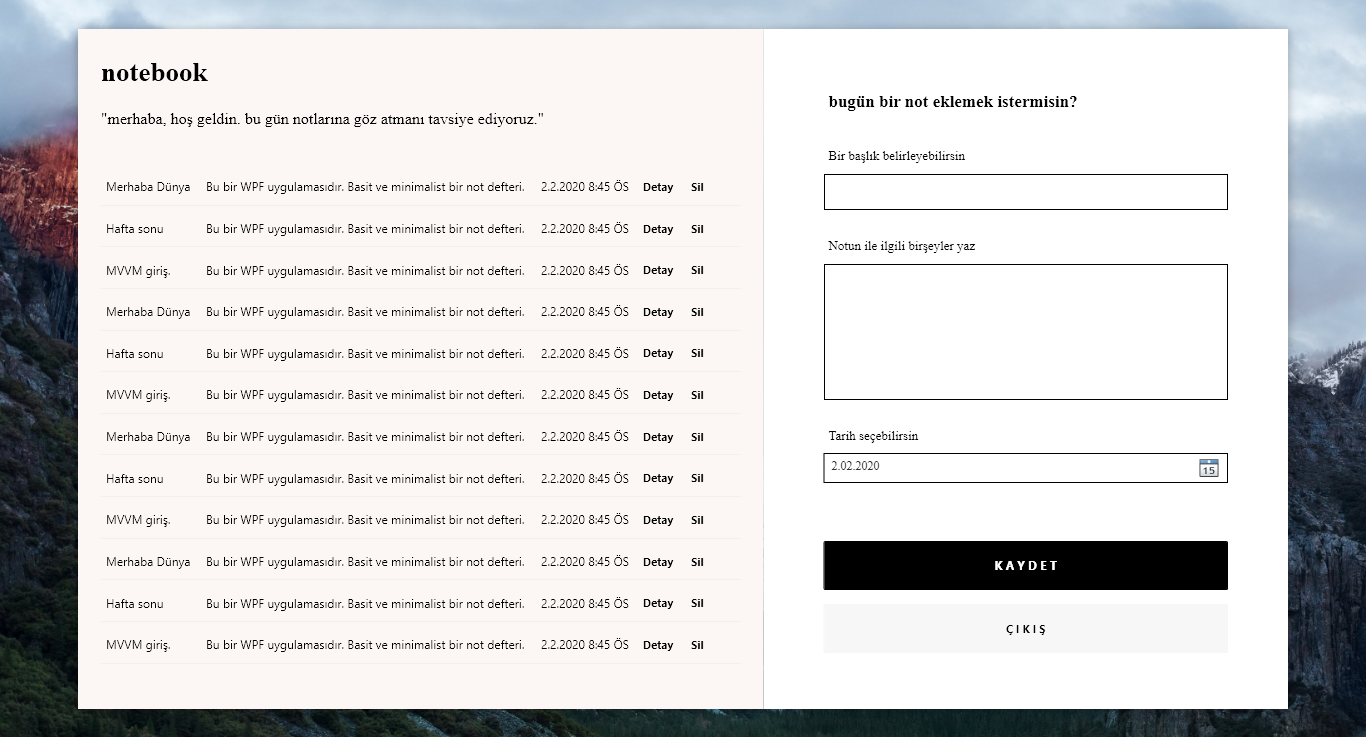 notebook
"merhaba, hoş geldin. bu gün notlarına göz atmanı tavsiye ediyoruz."
Merhaba Dünya Bu bir WPF uygulamasıdır. Basit ve minimalist bir not defteri. 2.2.2020 8:45 ÖS Detay Sil
Hafta sonu Bu bir WPF uygulamasıdır. Basit ve minimalist bir not defteri. 2.2.2020 8:45 ÖS Detay Sil
MVVM giriş. Bu bir WPF uygulamasıdır. Basit ve minimalist bir not defteri. 2.2.2020 8:45 ÖS Detay Sil
Merhaba Dünya Bu bir WPF uygulamasıdır. Basit ve minimalist bir not defteri. 2.2.2020 8:45 ÖS Detay Sil
Hafta sonu Bu bir WPF uygulamasıdır. Basit ve minimalist bir not defteri. 2.2.2020 8:45 ÖS Detay Sil
MVVM giriş. Bu bir WPF uygulamasıdır. Basit ve minimalist bir not defteri. 2.2.2020 8:45 ÖS Detay Sil
Merhaba Dünya Bu bir WPF uygulamasıdır. Basit ve minimalist bir not defteri. 2.2.2020 8:45 ÖS Detay Sil
Hafta sonu Bu bir WPF uygulamasıdır. Basit ve minimalist bir not defteri. 2.2.2020 8:45 ÖS Detay Sil
MVVM giriş. Bu bir WPF uygulamasıdır. Basit ve minimalist bir not defteri. 2.2.2020 8:45 ÖS Detay Sil
Merhaba Dünya Bu bir WPF uygulamasıdır. Basit ve minimalist bir not defteri. 2.2.2020 8:45 ÖS Detay Sil
Hafta sonu Bu bir WPF uygulamasıdır. Basit ve minimalist bir not defteri. 2.2.2020 8:45 ÖS Detay Sil
MVVM giriş. Bu bir WPF uygulamasıdır. Basit ve minimalist bir not defteri. 2.2.2020 8:45 ÖS Detay Sil
bugün bir not eklemek istermisin?
Bir başlık belirleyebilirsin
Notun ile ilgili birşeyler yaz
Tarih seçebilirsin
2.02.2020 15
KAYDET
ÇIKIŞ